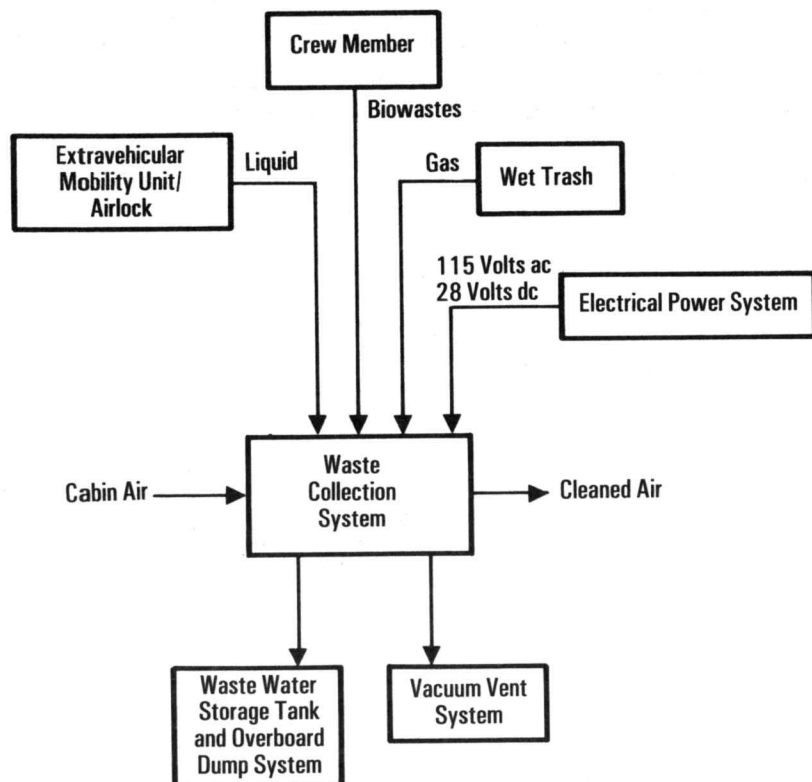 Crew Member
Biowastes
Extravehicular
Mobility Unit/
Airlock
Liquid
Gas
Wet Trash
115 Volts ac
28 Volts dc
Electrical Power System
Cabin Air
Waste
Collection
System
Cleaned Air
Waste Water
Storage Tank
and Overboard
Dump System
Vacuum Vent
System